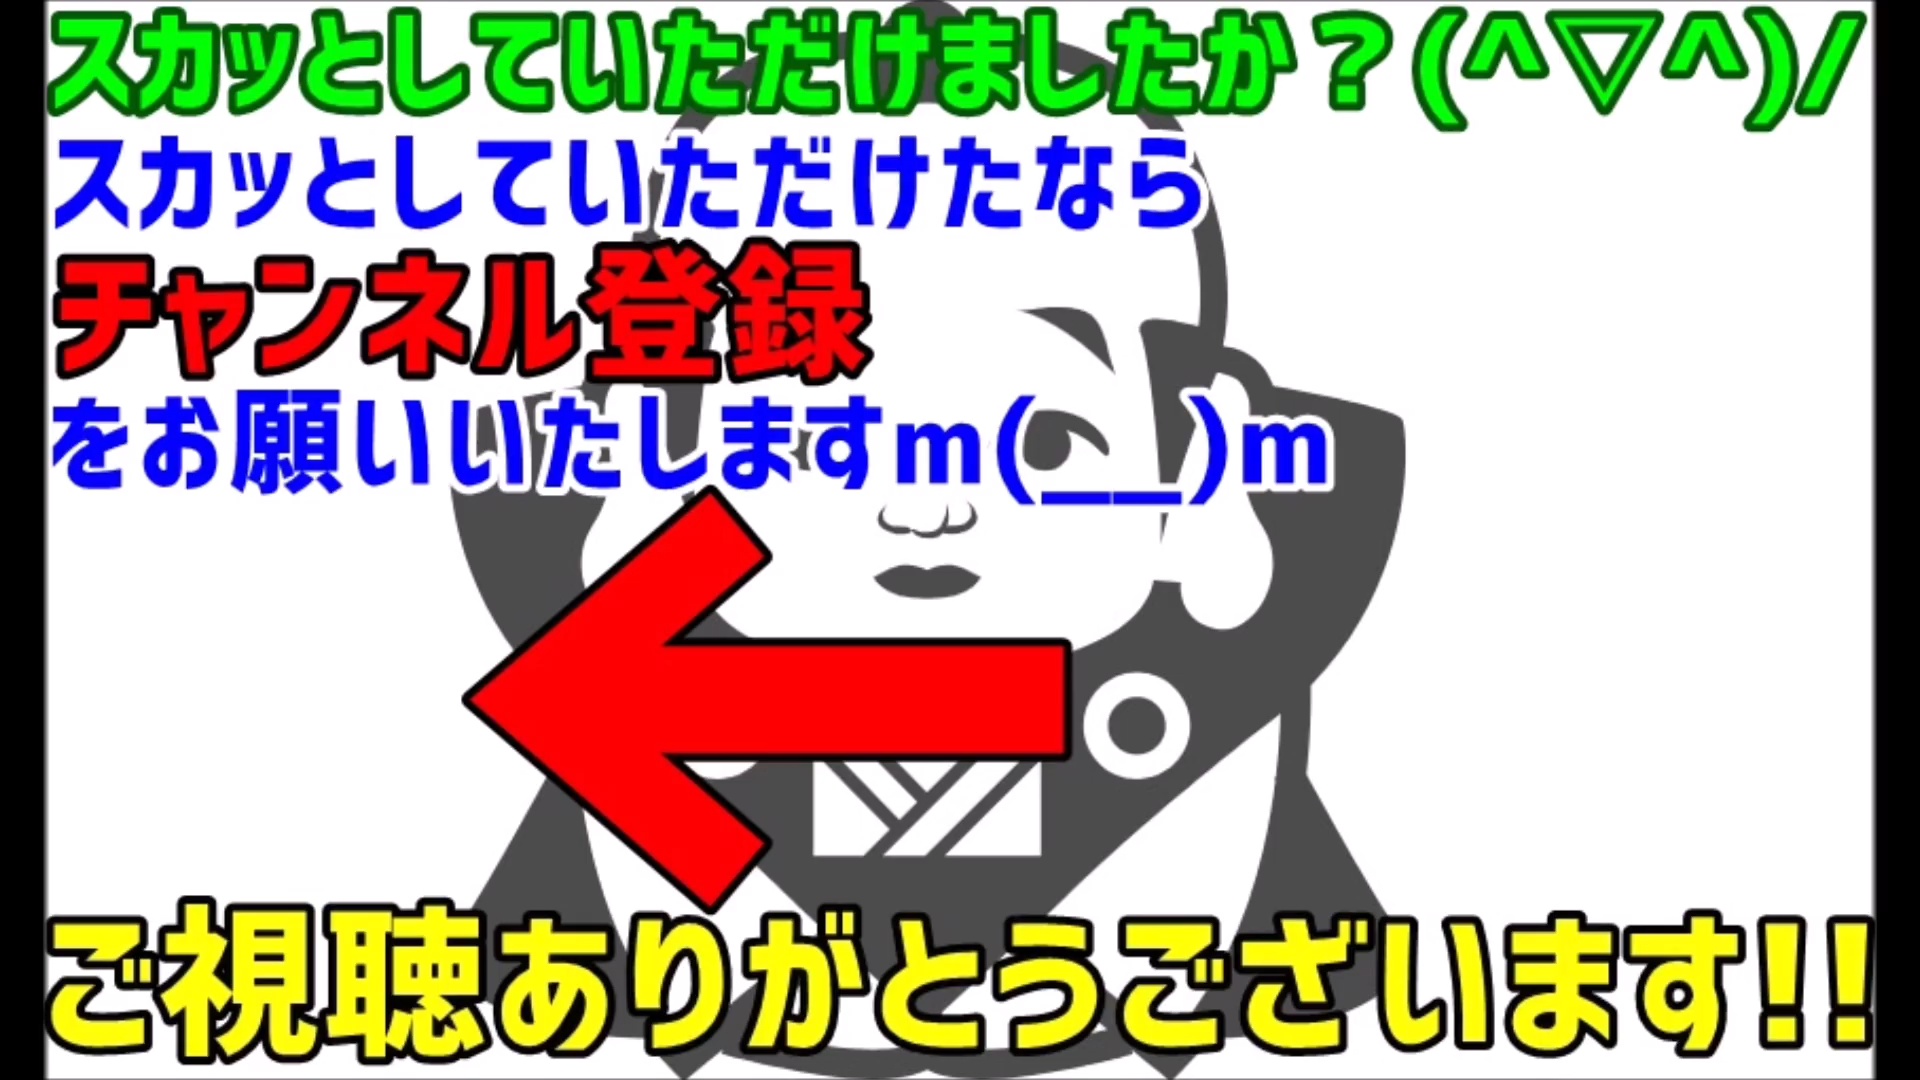 スカッとしていただけましたか？(^▽^)/
スカッとしていただけたなら
チャンネル登録
をお願いいたしますm(__)m
ご視聴ありがとうございます!!